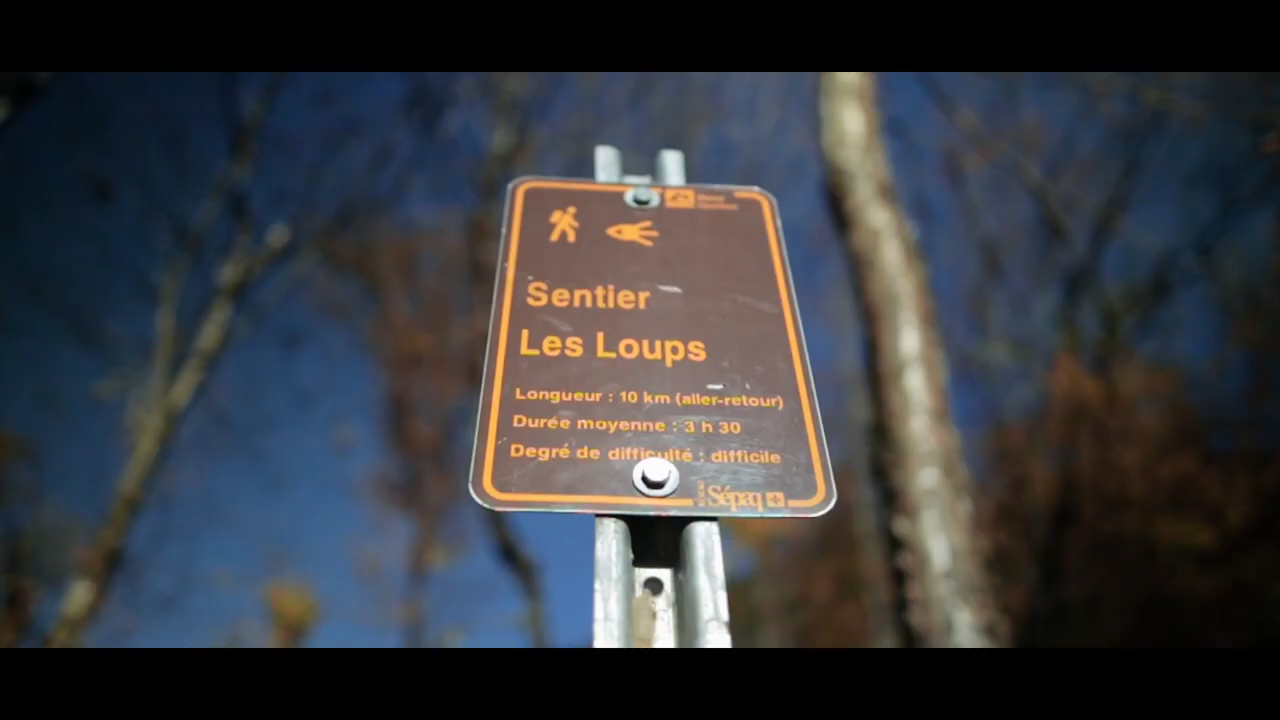 Sentier
Les Loups
Longueur : 10 km (aller-retour)
Durée moyenne : 3 h 30
Degré de difficulté : difficile
Sépaq